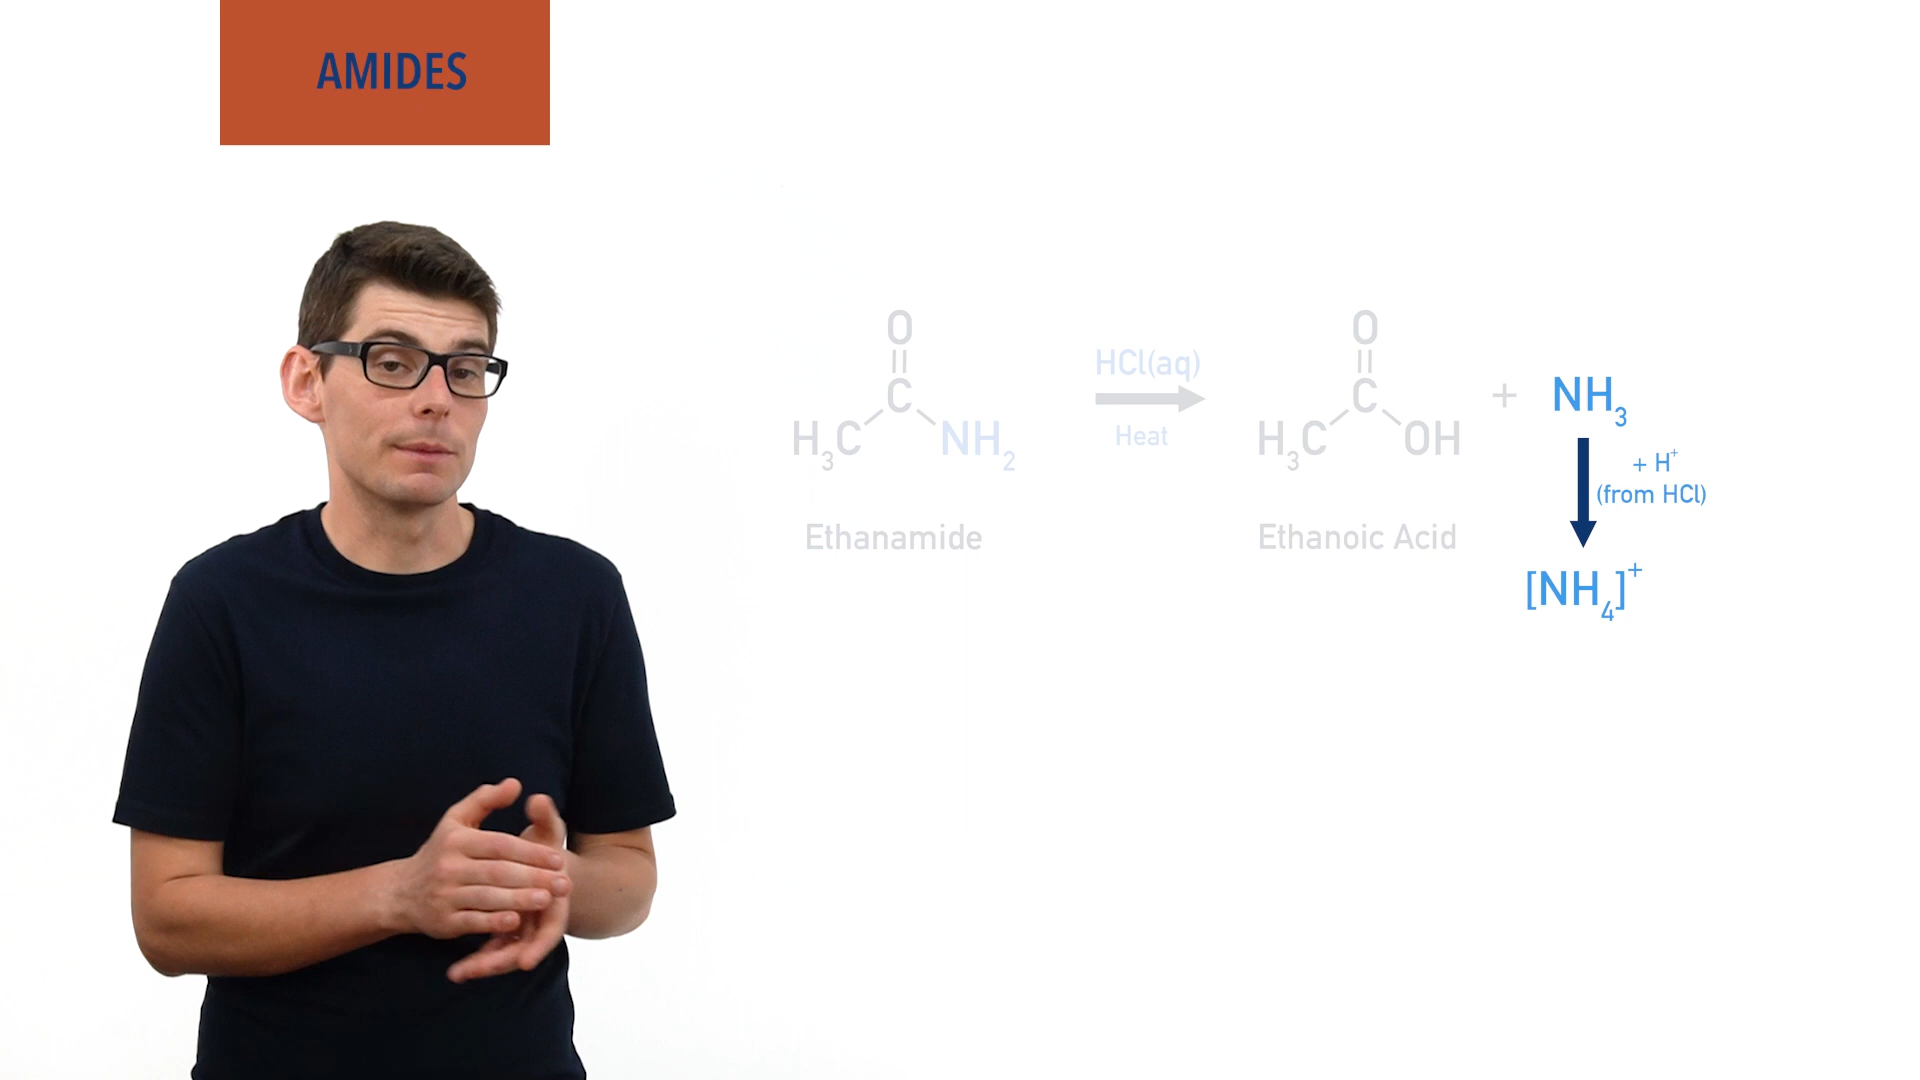 AMIDES
O
||
C
H₃C NH₂
Ethanamide
HCl(aq)
Heat
O
||
C
H₃C OH
Ethanoic Acid
+
NH₃
+ H⁺
(from HCl)
[NH₄]⁺